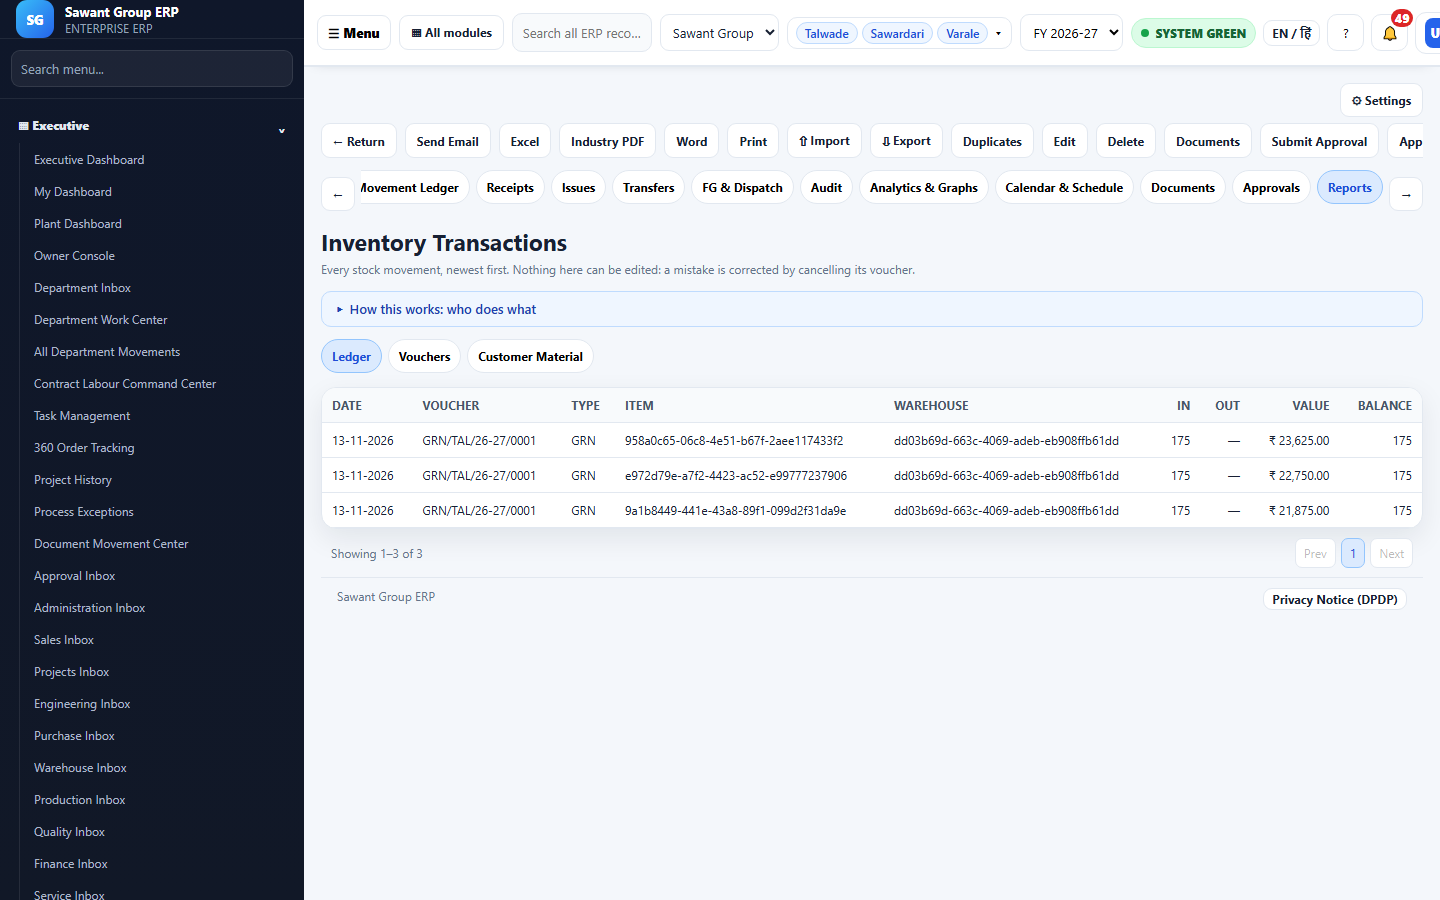 SG
Sawant Group ERP
ENTERPRISE ERP
Search menu...
Executive
Executive Dashboard
My Dashboard
Plant Dashboard
Owner Console
Department Inbox
Department Work Center
All Department Movements
Contract Labour Command Center
Task Management
360 Order Tracking
Project History
Process Exceptions
Document Movement Center
Approval Inbox
Administration Inbox
Sales Inbox
Projects Inbox
Engineering Inbox
Purchase Inbox
Warehouse Inbox
Production Inbox
Quality Inbox
Finance Inbox
Service Inbox
☰ Menu All modules Search all ERP reco... Sawant Group Talwade Sawardari Varale FY 2026-27 SYSTEM GREEN EN / हिं ? 49 U
⚙ Settings
← Return Send Email Excel Industry PDF Word Print ⇧ Import ⇩ Export Duplicates Edit Delete Documents Submit Approval App
← Movement Ledger Receipts Issues Transfers FG & Dispatch Audit Analytics & Graphs Calendar & Schedule Documents Approvals Reports →
Inventory Transactions
Every stock movement, newest first. Nothing here can be edited: a mistake is corrected by cancelling its voucher.
▸ How this works: who does what
Ledger Vouchers Customer Material
DATE VOUCHER TYPE ITEM WAREHOUSE IN OUT VALUE BALANCE
13-11-2026 GRN/TAL/26-27/0001 GRN 958a0c65-06c8-4e51-b67f-2aee117433f2 dd03b69d-663c-4069-adeb-eb908ffb61dd 175 — ₹ 23,625.00 175
13-11-2026 GRN/TAL/26-27/0001 GRN e972d79e-a7f2-4423-ac52-e99777237906 dd03b69d-663c-4069-adeb-eb908ffb61dd 175 — ₹ 22,750.00 175
13-11-2026 GRN/TAL/26-27/0001 GRN 9a1b8449-441e-43a8-89f1-099d2f31da9e dd03b69d-663c-4069-adeb-eb908ffb61dd 175 — ₹ 21,875.00 175
Showing 1–3 of 3 Prev 1 Next
Sawant Group ERP Privacy Notice (DPDP)